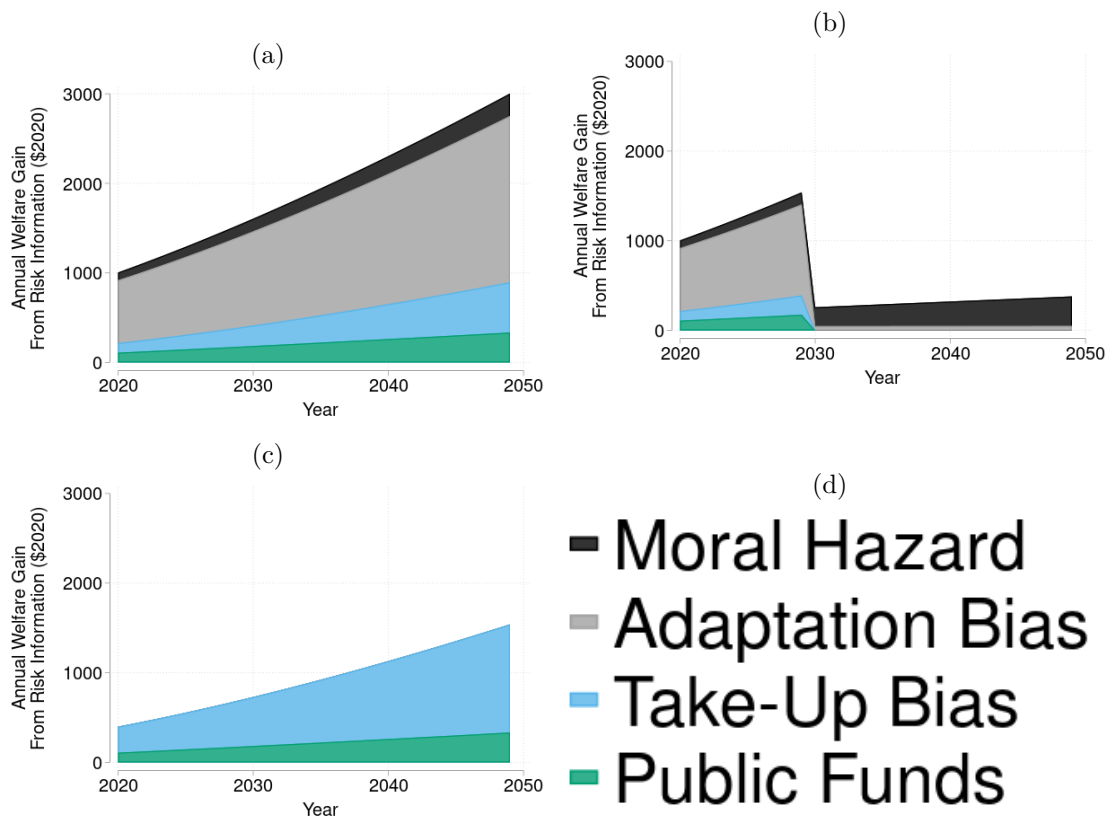 (a)
3000
2000
1000
0
Annual Welfare Gain
From Risk Information ($2020)
2020 2030 2040 2050
Year
(b)
3000
2000
1000
0
Annual Welfare Gain
From Risk Information ($2020)
2020 2030 2040 2050
Year
(c)
3000
2000
1000
0
Annual Welfare Gain
From Risk Information ($2020)
2020 2030 2040 2050
Year
(d)
Moral Hazard
Adaptation Bias
Take-Up Bias
Public Funds